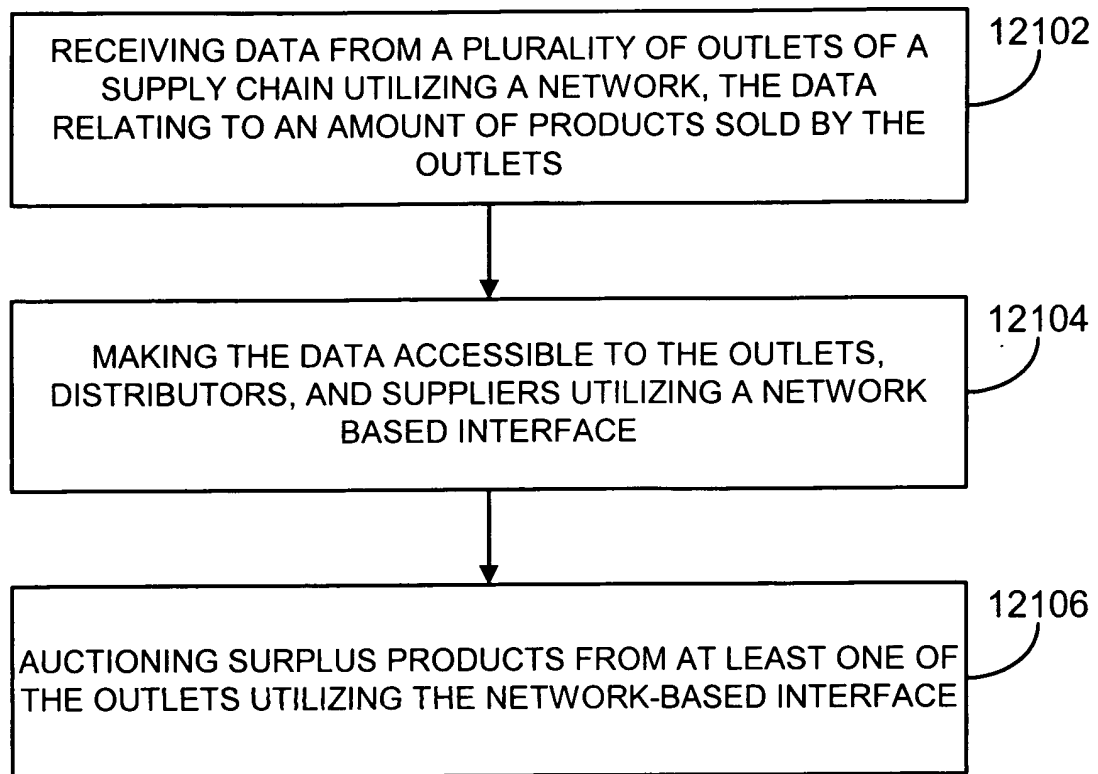 RECEIVING DATA FROM A PLURALITY OF OUTLETS OF A
SUPPLY CHAIN UTILIZING A NETWORK, THE DATA
RELATING TO AN AMOUNT OF PRODUCTS SOLD BY THE
OUTLETS
12102
MAKING THE DATA ACCESSIBLE TO THE OUTLETS,
DISTRIBUTORS, AND SUPPLIERS UTILIZING A NETWORK
BASED INTERFACE
12104
AUCTIONING SURPLUS PRODUCTS FROM AT LEAST ONE OF
THE OUTLETS UTILIZING THE NETWORK-BASED INTERFACE
12106